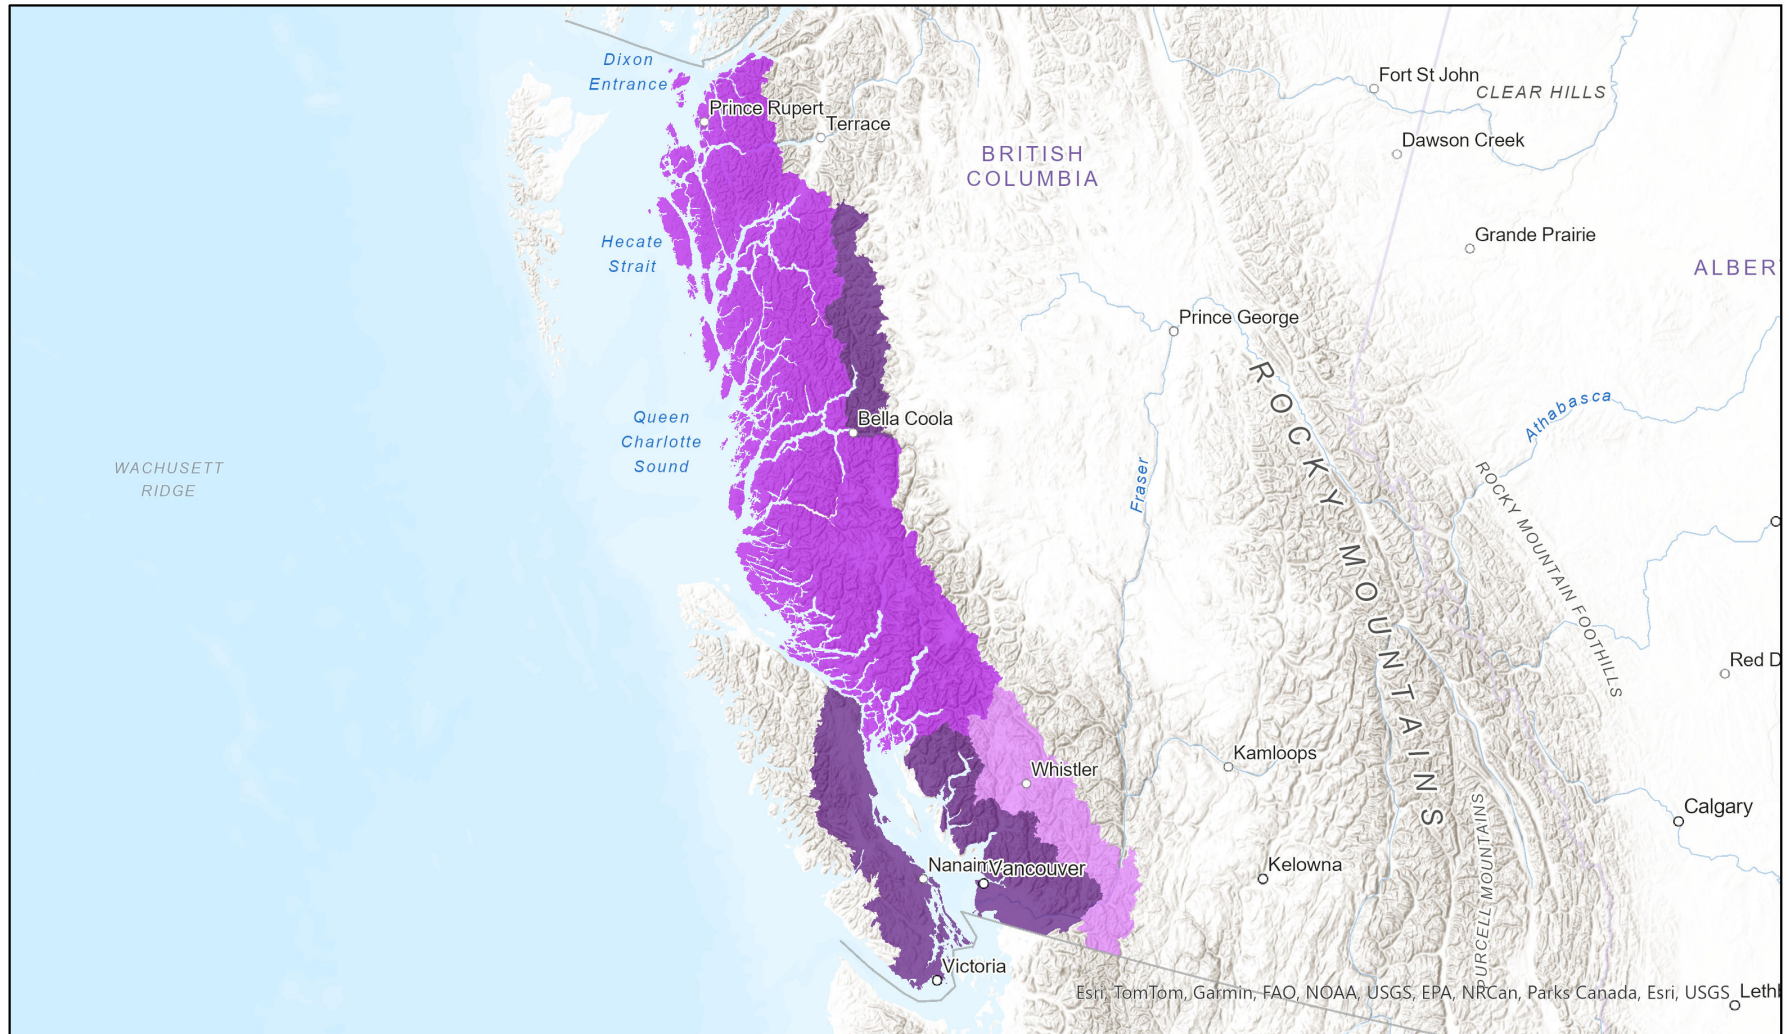 Dixon
Entrance
Prince Rupert
Terrace
Fort St John
CLEAR HILLS
Dawson Creek
BRITISH
COLUMBIA
Grande Prairie
Hecate
Strait
ALBER
Prince George
ROCKY MOUNTAINS
Athabasca
Queen
Charlotte
Sound
Bella Coola
Fraser
WACHUSETT
RIDGE
ROCKY MOUNTAIN FOOTHILLS
Red D
Kamloops
Whistler
Calgary
PURCELL MOUNTAINS
Nanaim
Vancouver
Kelowna
Victoria
Esri, TomTom, Garmin, FAO, NOAA, USGS, EPA, NRCan, Parks Canada, Esri, USGS
Leth